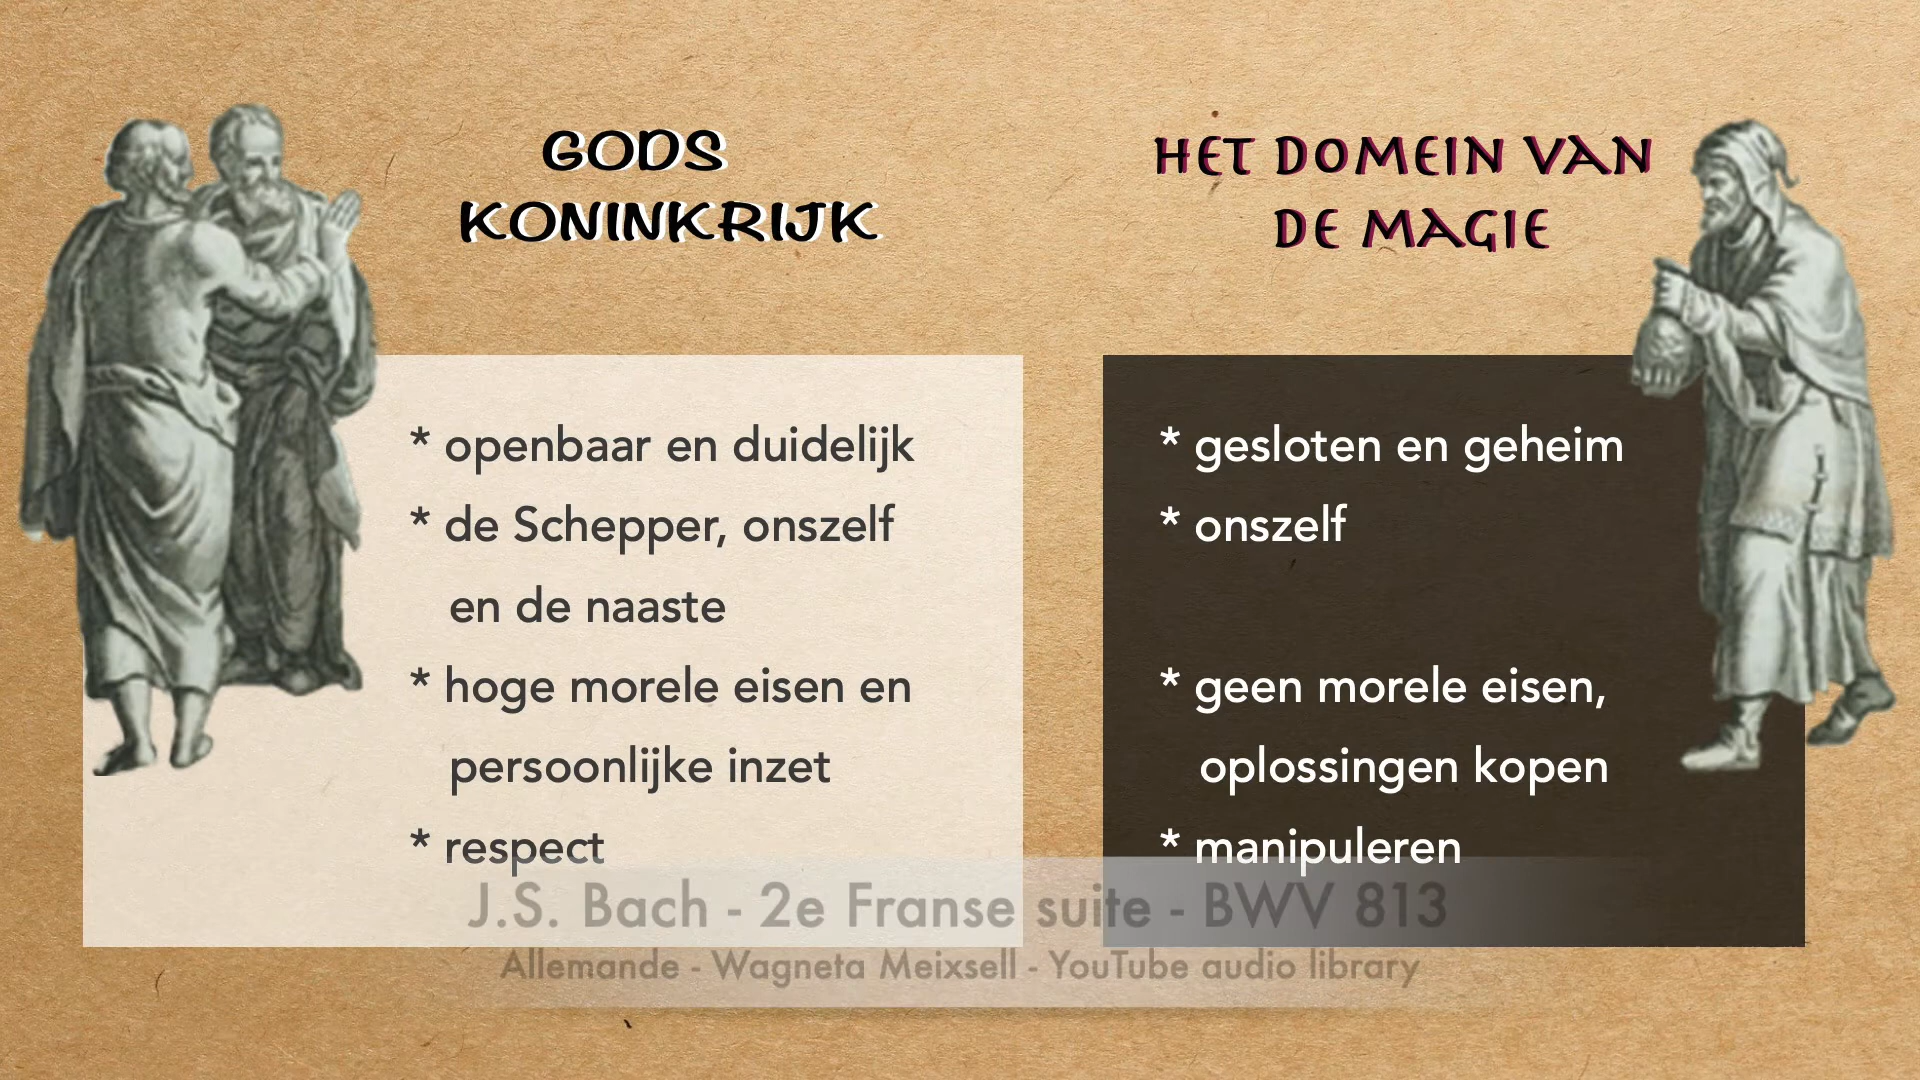 GODS
KONINKRIJK
* openbaar en duidelijk
* de Schepper, onszelf
en de naaste
* hoge morele eisen en
persoonlijke inzet
* respect
HET DOMEIN VAN
DE MAGIE
* gesloten en geheim
* onszelf
* geen morele eisen,
oplossingen kopen
* manipuleren
J.S. Bach - 2e Franse suite - BWV 813
Allemande - Wagneta Meixsell - YouTube audio library